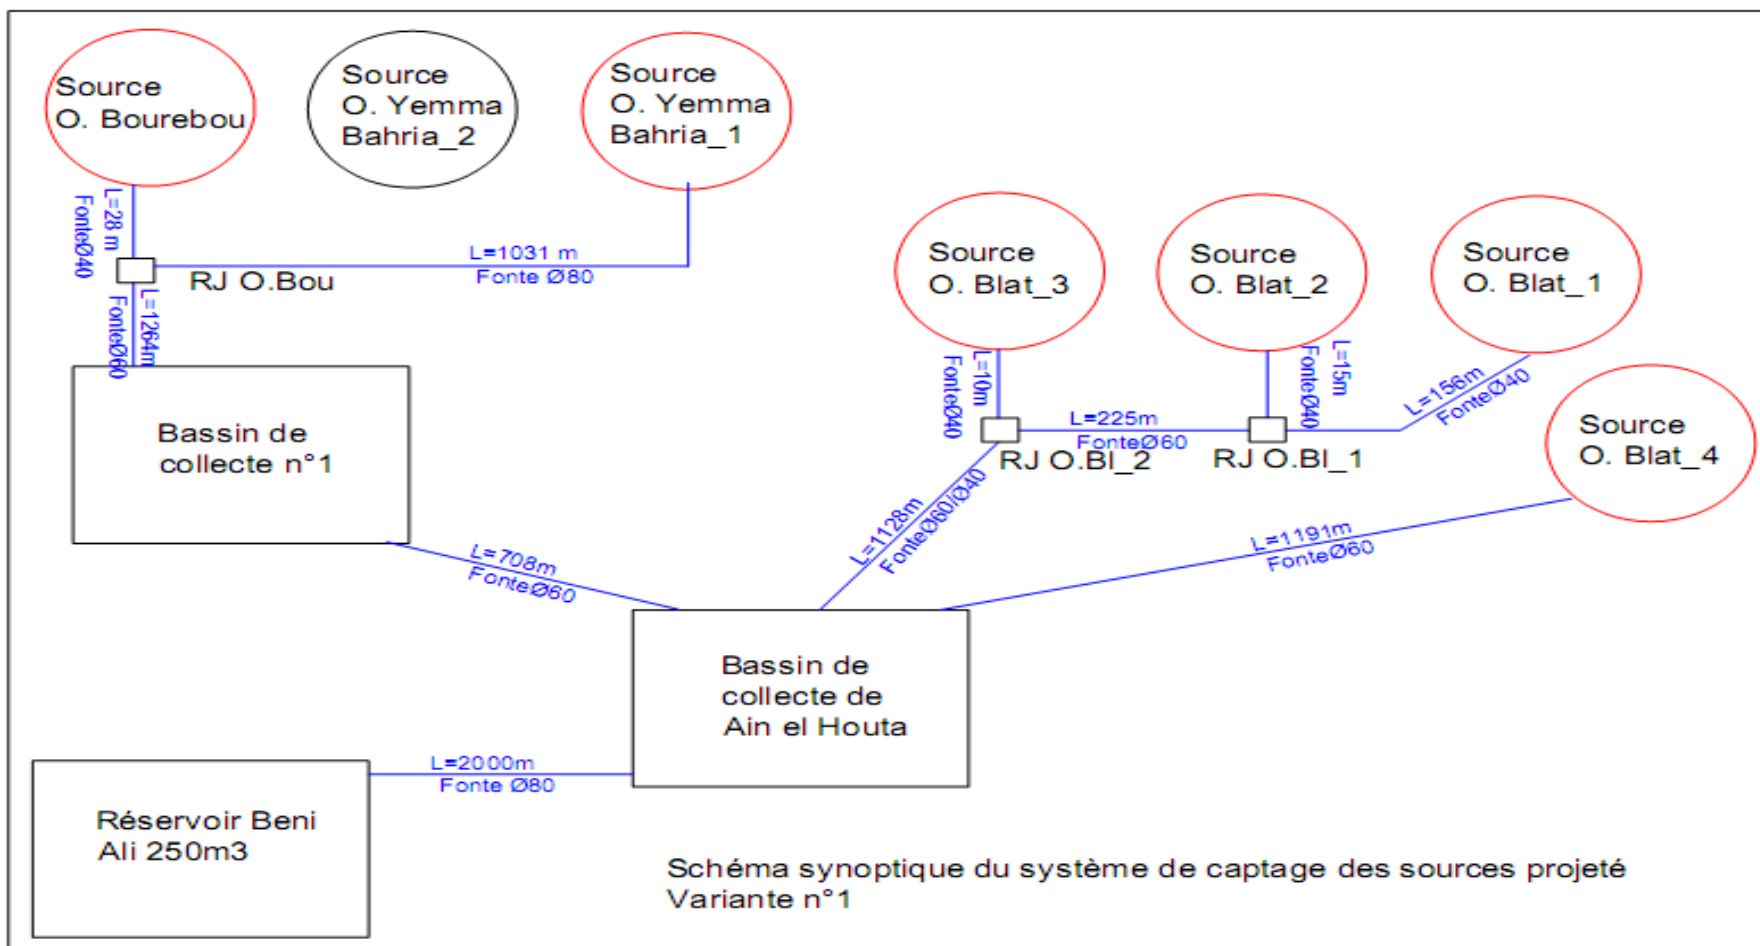 Source
O. Bourebou
Source
O. Yemma
Bahria_2
Source
O. Yemma
Bahria_1
L=28 m
FonteØ40
L=1031 m
Fonte Ø80
RJ O.Bou
L=1264m
FonteØ60
Source
O. Blat_3
Source
O. Blat_2
Source
O. Blat_1
L=10m
FonteØ40
L=15m
FonteØ40
L=156m
FonteØ40
L=225m
FonteØ60
RJ O.Bl_2
RJ O.Bl_1
Source
O. Blat_4
Bassin de
collecte n°1
L=708m
FonteØ60
L=1128m
FonteØ60/Ø40
L=1191m
FonteØ60
Bassin de
collecte de
Ain el Houta
L=2000m
Fonte Ø80
Réservoir Beni
Ali 250m3
Schéma synoptique du système de captage des sources projeté
Variante n°1